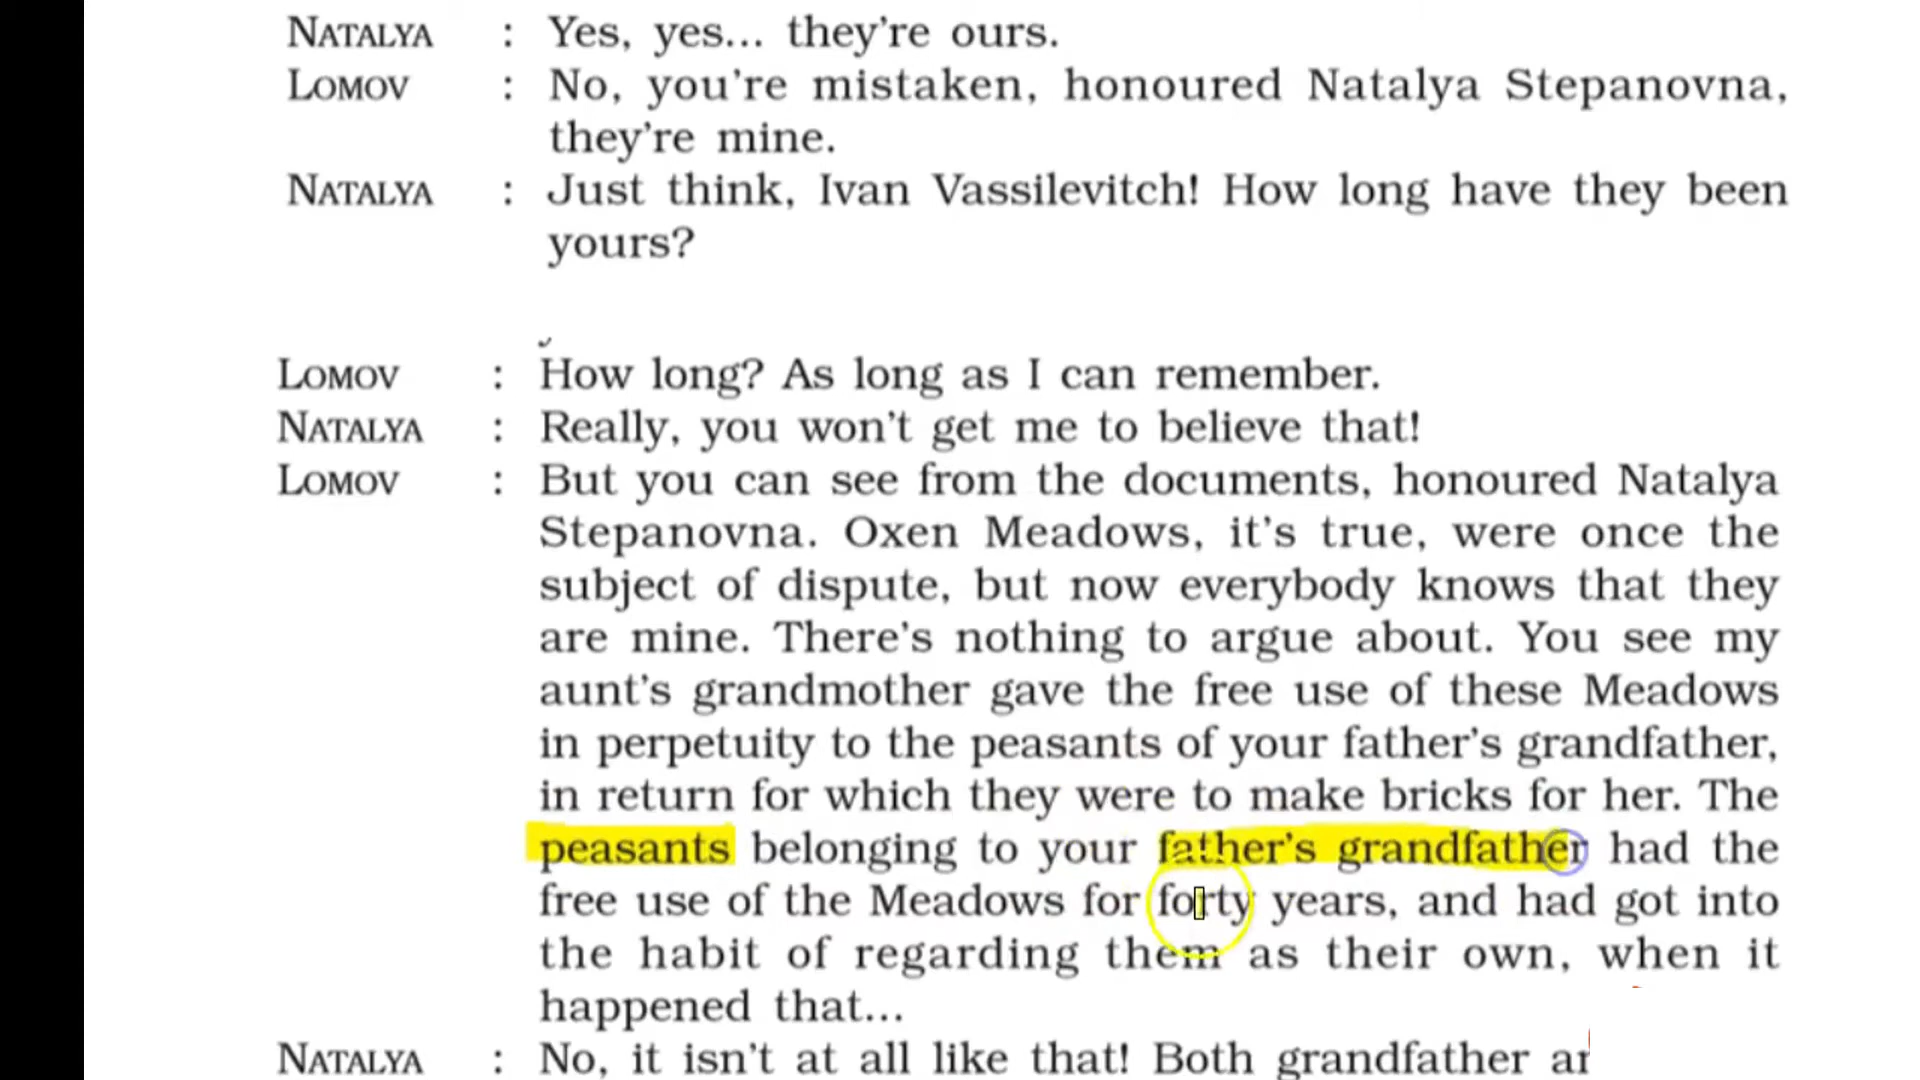 NATALYA : Yes, yes... they're ours.
LOMOV : No, you're mistaken, honoured Natalya Stepanovna,
they're mine.
NATALYA : Just think, Ivan Vassilevitch! How long have they been
yours?
LOMOV : How long? As long as I can remember.
NATALYA : Really, you won't get me to believe that!
LOMOV : But you can see from the documents, honoured Natalya
Stepanovna. Oxen Meadows, it's true, were once the
subject of dispute, but now everybody knows that they
are mine. There's nothing to argue about. You see my
aunt's grandmother gave the free use of these Meadows
in perpetuity to the peasants of your father's grandfather,
in return for which they were to make bricks for her. The
peasants belonging to your father's grandfather had the
free use of the Meadows for forty years, and had got into
the habit of regarding them as their own, when it
happened that...
NATALYA : No, it isn't at all like that! Both grandfather